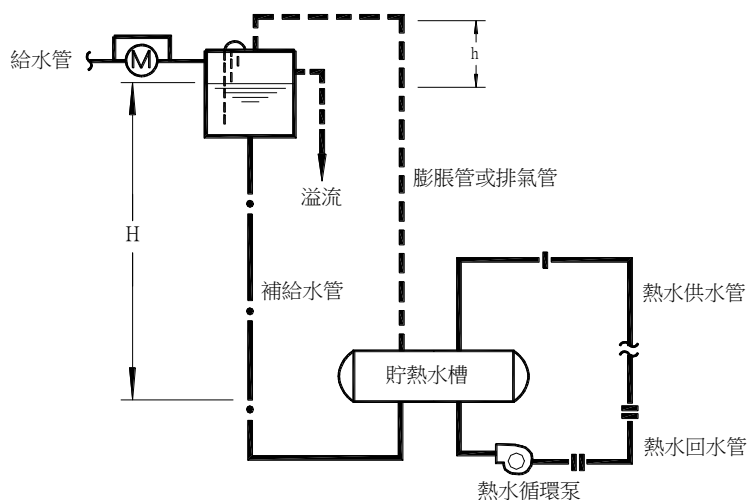 給水管
M
h
溢流
膨脹管或排氣管
H
補給水管
熱水供水管
貯熱水槽
熱水回水管
熱水循環泵